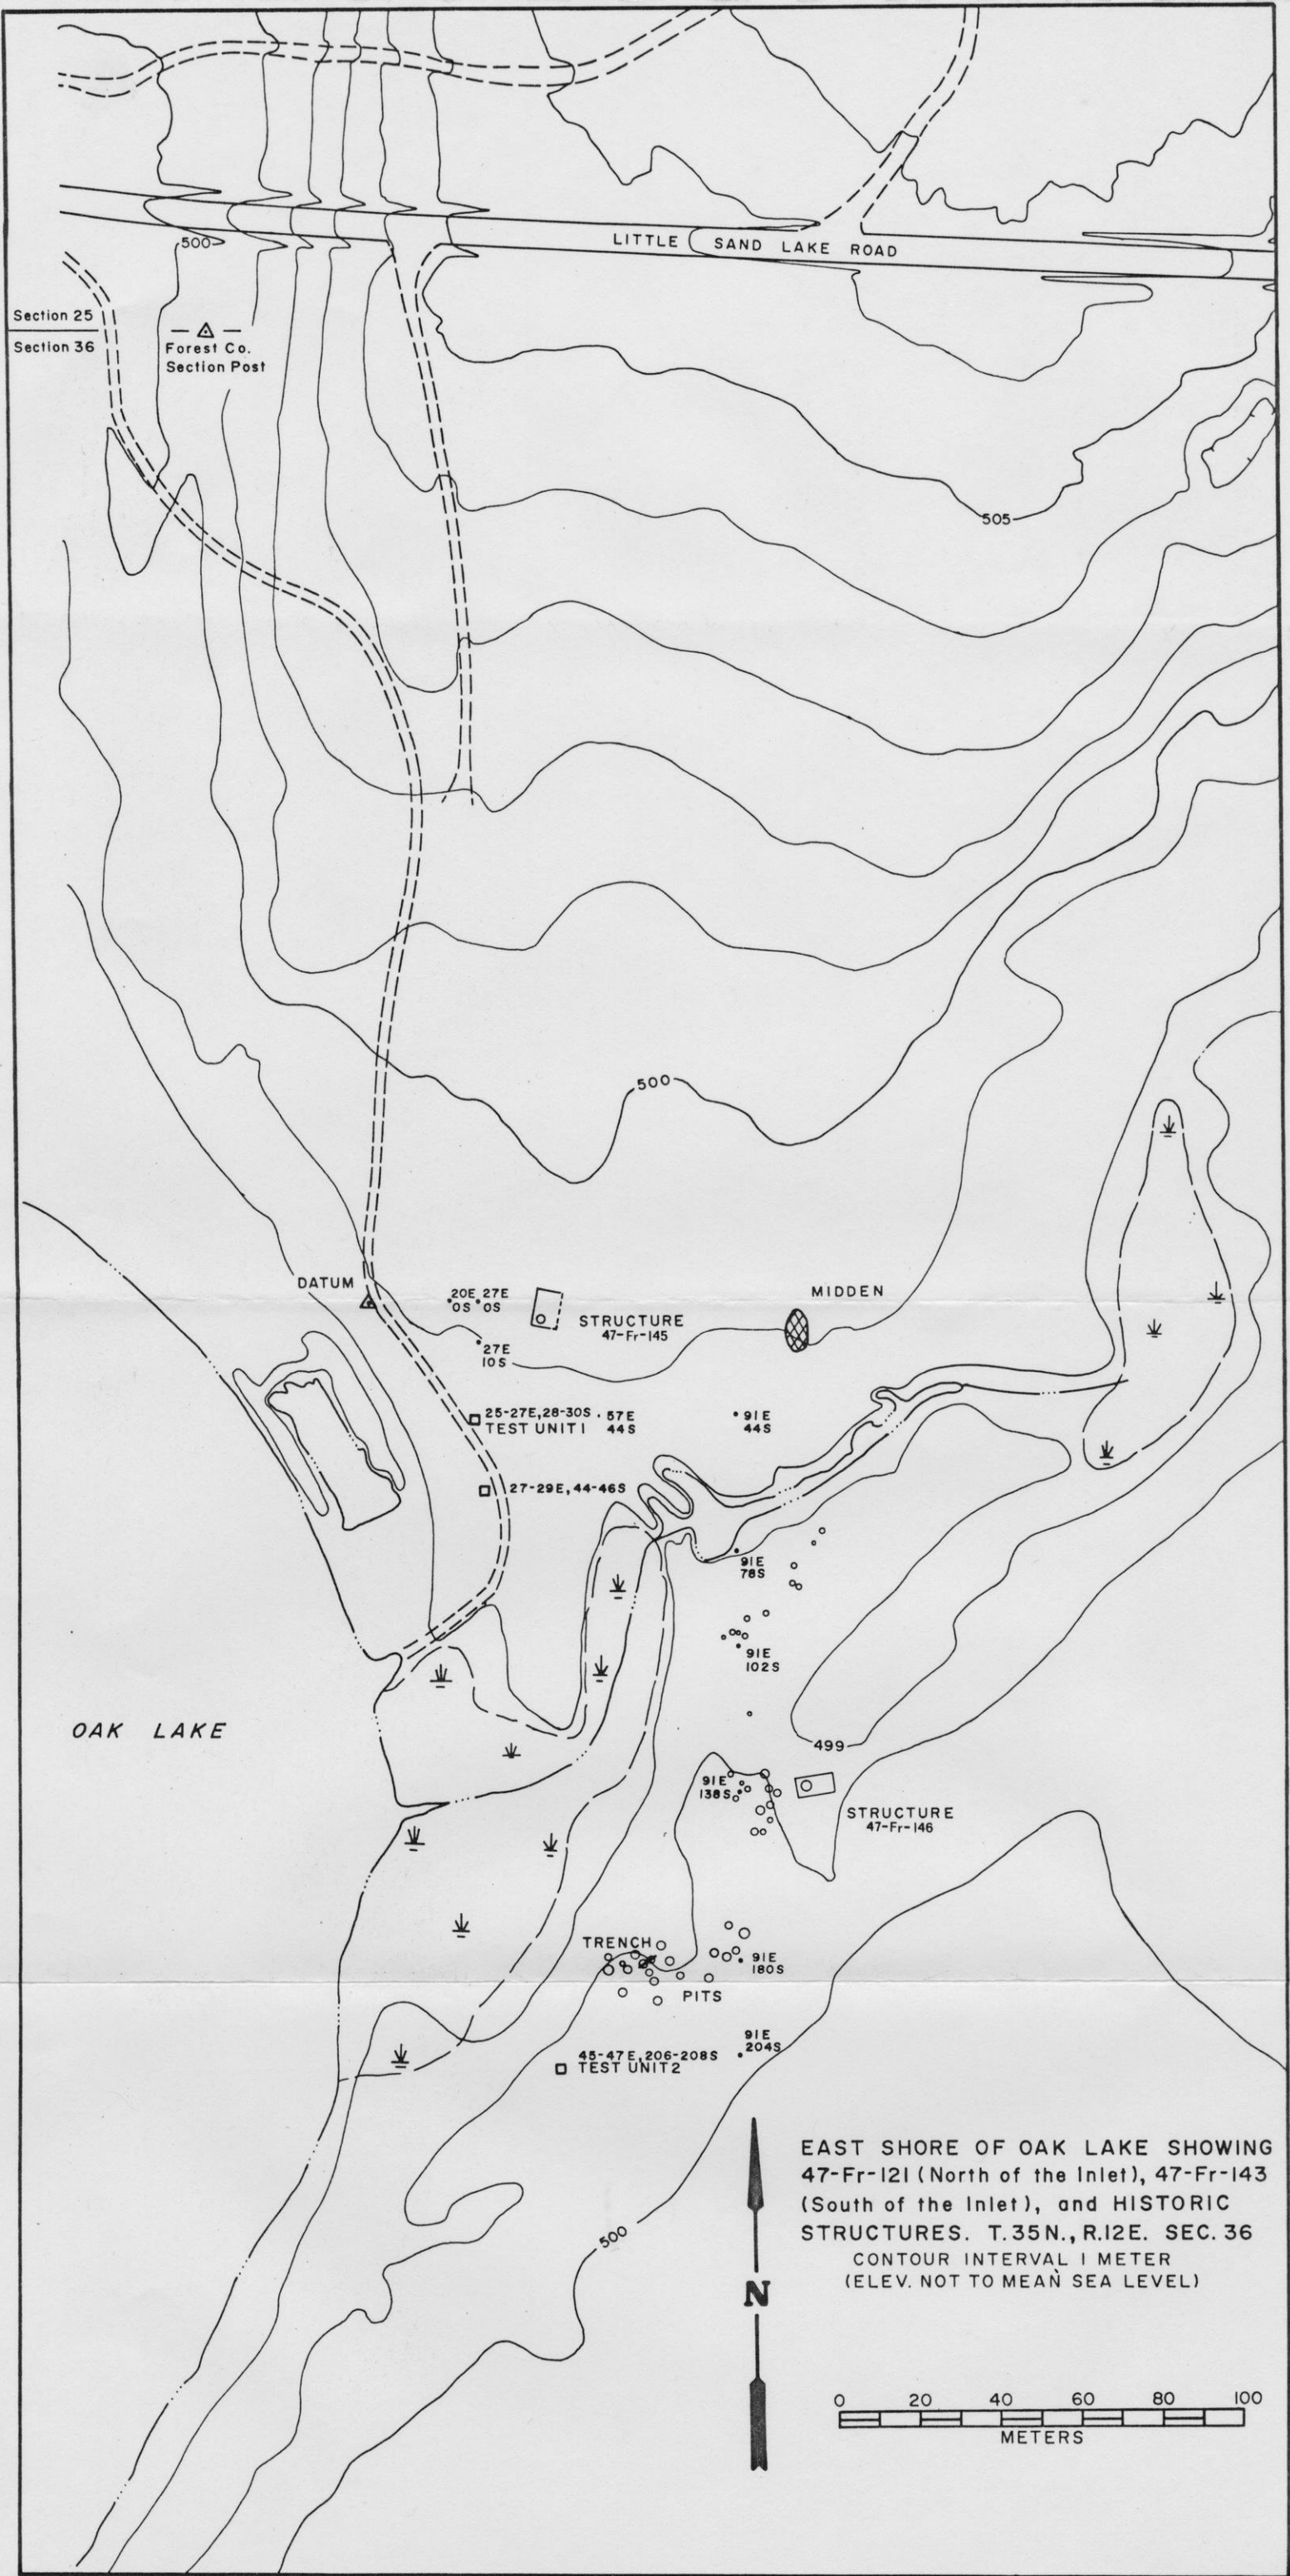 LITTLE SAND LAKE ROAD
500
Section 25
Section 36
Forest Co.
Section Post
505
500
DATUM
MIDDEN
20E 27E
0S 0S
STRUCTURE
47-Fr-145
27E
10S
25-27E,28-30S
TEST UNIT 1
57E
44S
91E
44S
27-29E,44-46S
91E
78S
91E
102S
OAK LAKE
499
91E
138S
STRUCTURE
47-Fr-146
TRENCH
91E
180S
PITS
91E
204S
45-47E,206-208S
TEST UNIT 2
EAST SHORE OF OAK LAKE SHOWING
47-Fr-121 (North of the Inlet), 47-Fr-143
(South of the Inlet), and HISTORIC
STRUCTURES. T.35N., R.12E. SEC. 36
CONTOUR INTERVAL 1 METER
(ELEV. NOT TO MEAN SEA LEVEL)
500
N
0 20 40 60 80 100
METERS